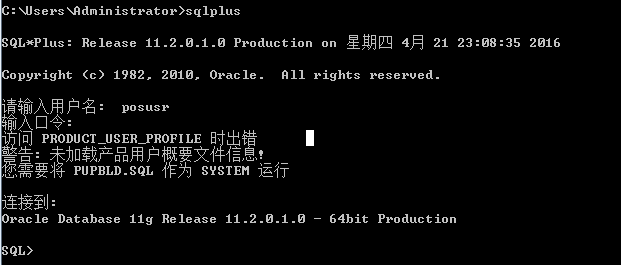 C:\Users\Administrator>sqlplus
SQL*Plus: Release 11.2.0.1.0 Production on 星期四 4月 21 23:08:35 2016
Copyright (c) 1982, 2010, Oracle.  All rights reserved.
请输入用户名:  posusr
输入口令:
访问 PRODUCT_USER_PROFILE 时出错
警告: 未加载产品用户概要文件信息!
您需要将 PUPBLD.SQL 作为 SYSTEM 运行
连接到:
Oracle Database 11g Release 11.2.0.1.0 - 64bit Production
SQL>